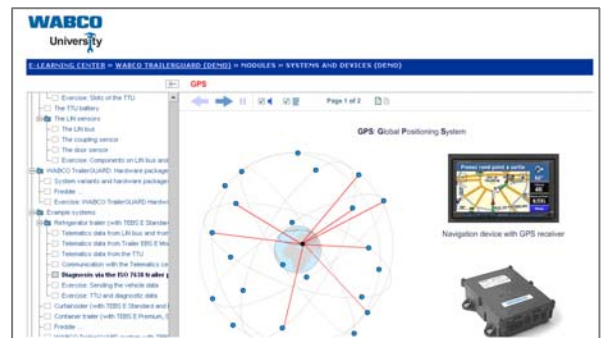 WABCO
University
E-LEARNING CENTER » WABCO TRAILERGUARD (DEMO) » MODULES » SYSTEMS AND DEVICES (DEMO)
GPS
Page 1 of 2
Exercise: Slots of the TTU
The TTU battery
The LIN sensors
The LIN bus
The coupling sensor
The door sensor
Exercise: Components on LIN bus and
WABCO TrailerGUARD: Hardware package
System variants and hardware packages
Freddie ...
Exercise: WABCO TrailerGUARD Hardwa
Example systems
Refrigerator trailer (with TEBS E Standar
Telematics data from LIN bus and from
Telematics data from Trailer EBS E Mo
Telematics data from the TTU
Communication with the Telematics ce
Diagnosis via the ISO 7638 trailer p
Exercise: Sending the vehicle data
Exercise: TTU and diagnostic data
Curtainsider (with TEBS E Standard and
Container trailer (with TEBS E Premium, S
Freddie ...
GPS: Global Positioning System
Navigation device with GPS receiver